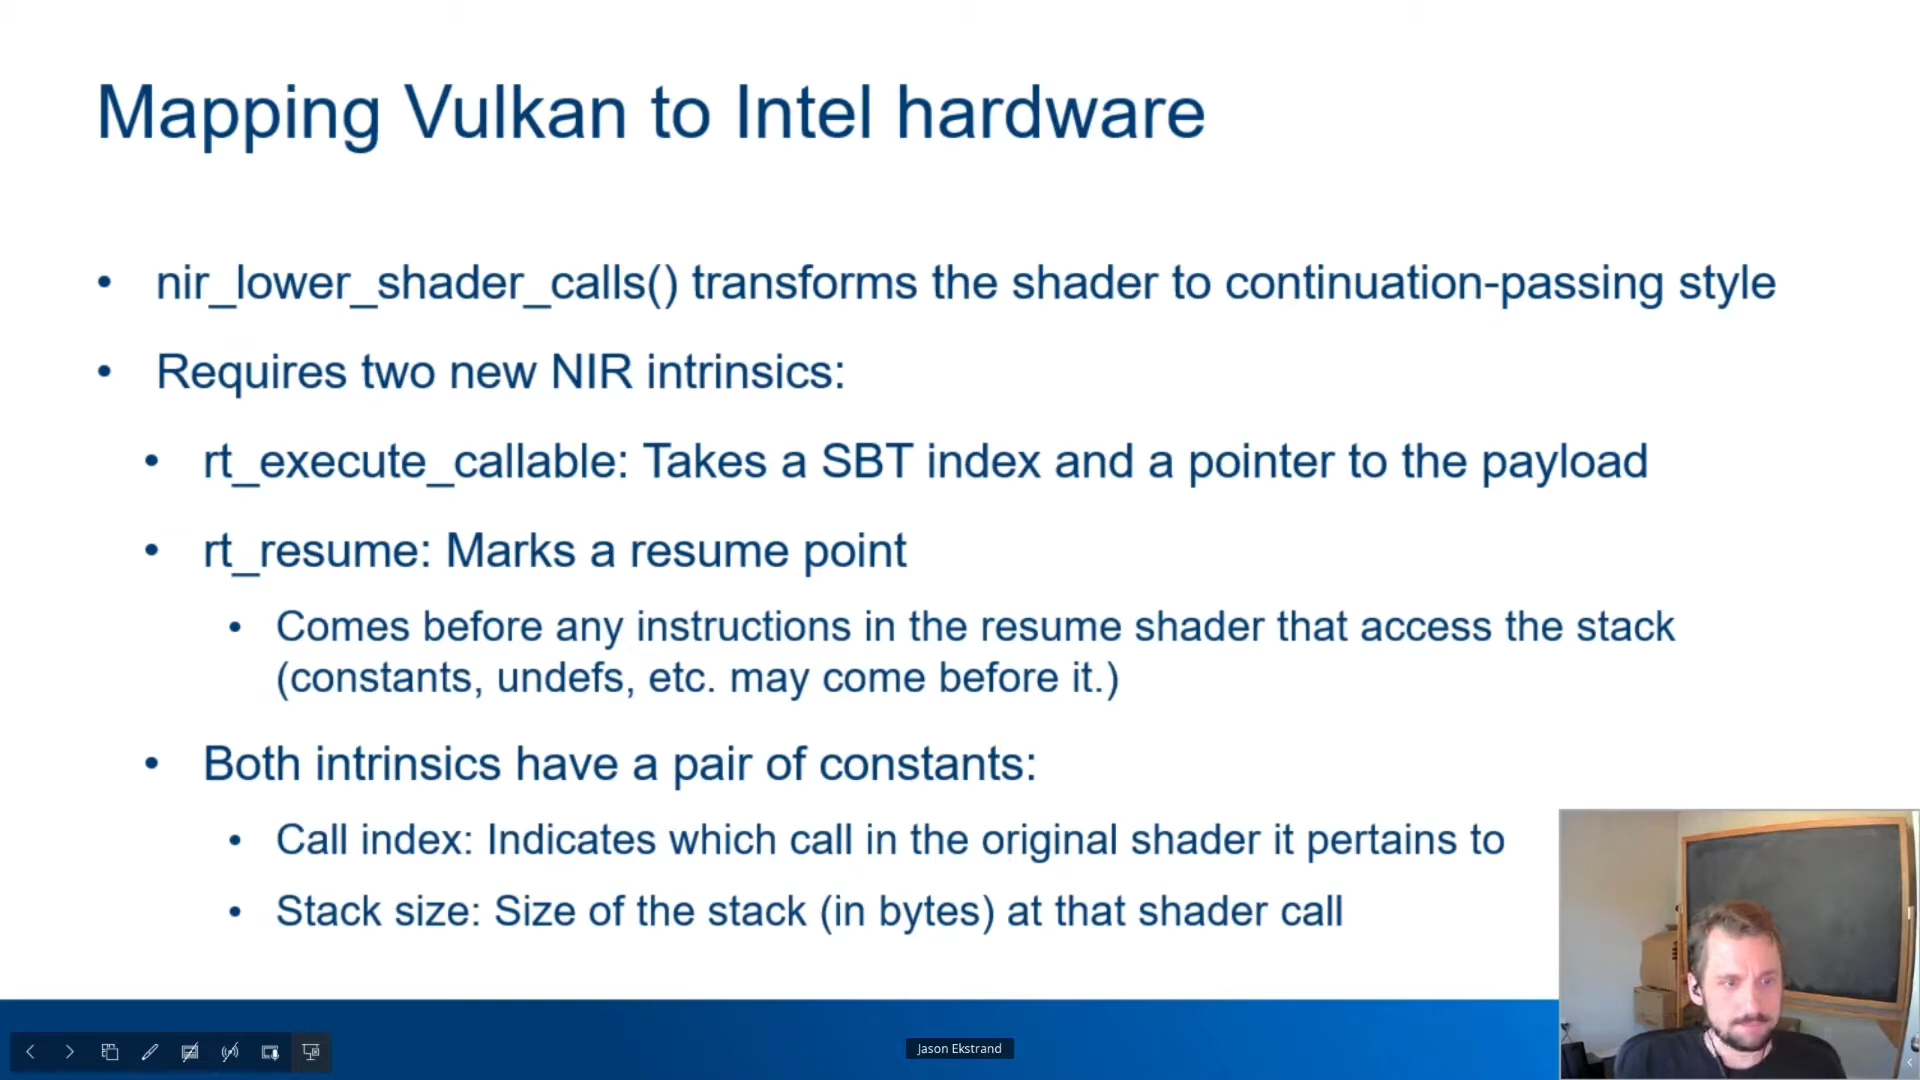 Mapping Vulkan to Intel hardware
• nir_lower_shader_calls() transforms the shader to continuation-passing style
• Requires two new NIR intrinsics:
• rt_execute_callable: Takes a SBT index and a pointer to the payload
• rt_resume: Marks a resume point
• Comes before any instructions in the resume shader that access the stack
(constants, undefs, etc. may come before it.)
• Both intrinsics have a pair of constants:
• Call index: Indicates which call in the original shader it pertains to
• Stack size: Size of the stack (in bytes) at that shader call
Jason Ekstrand